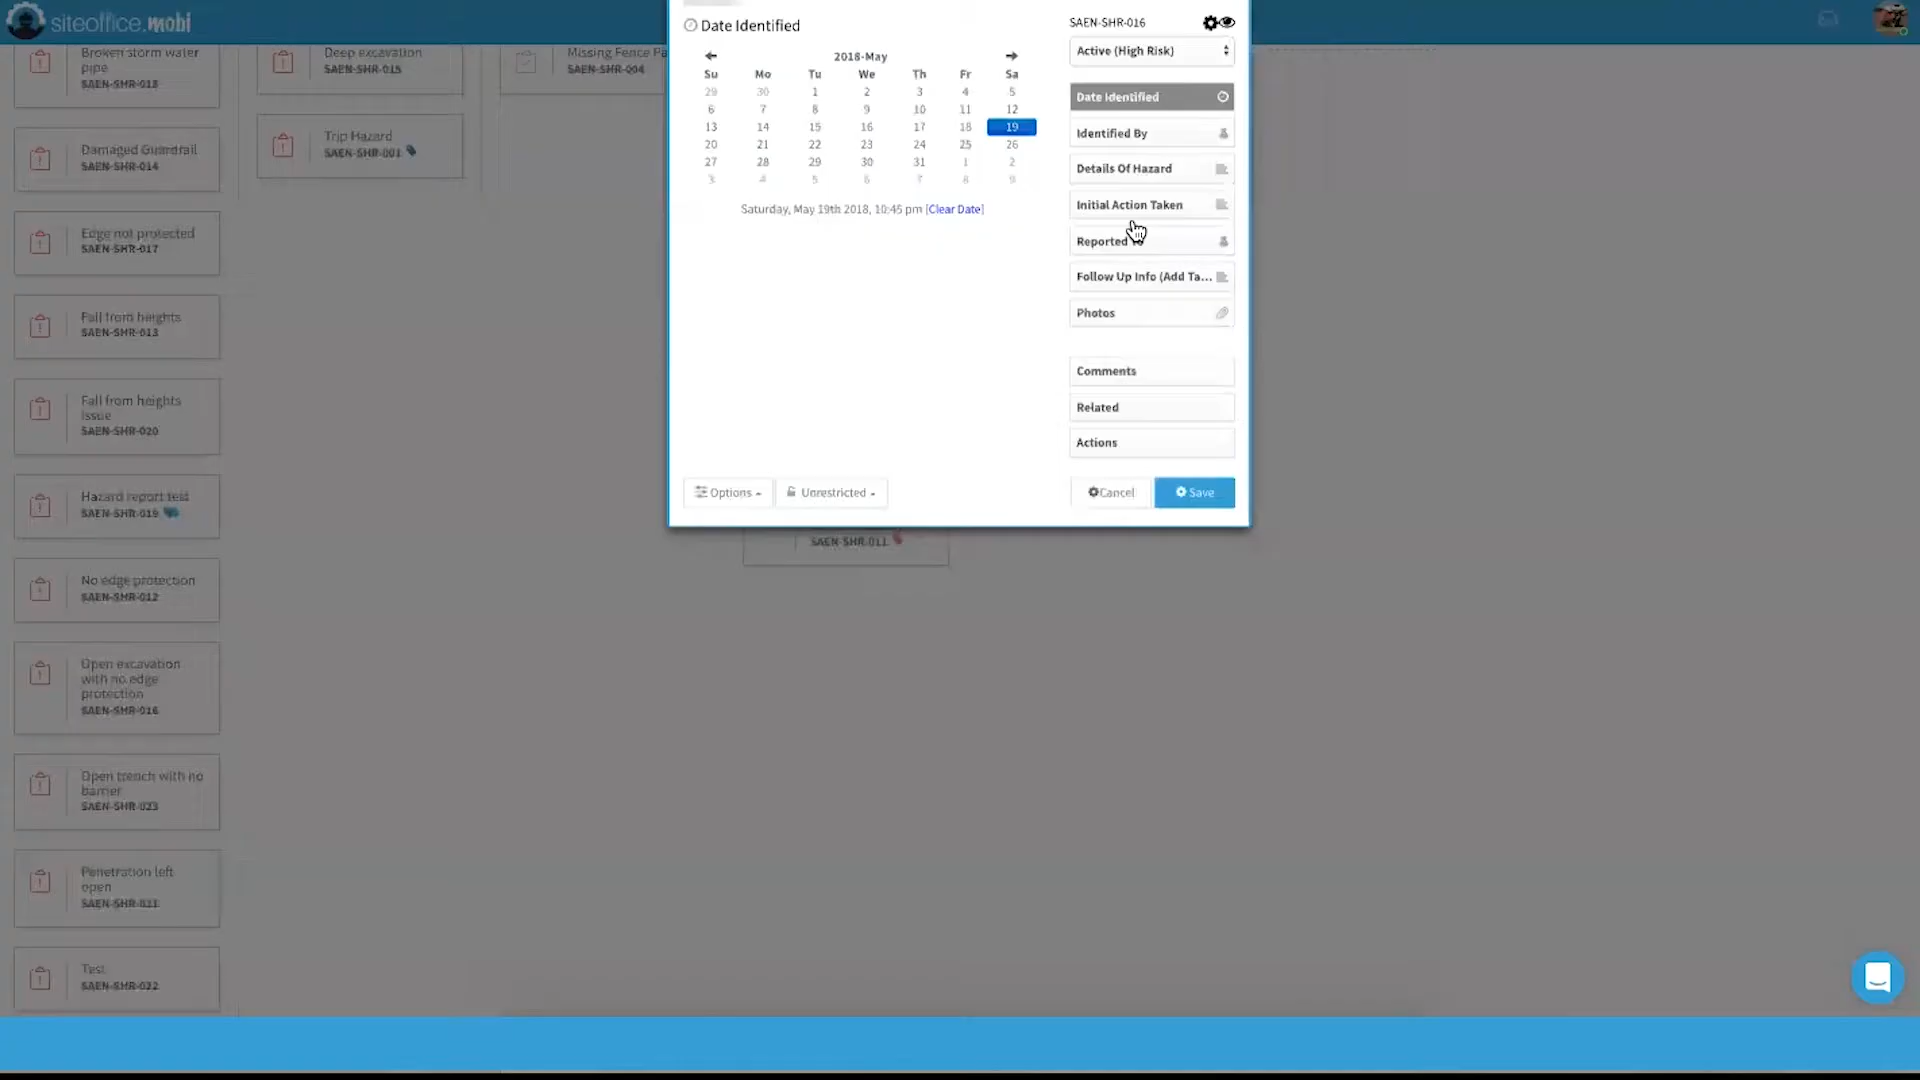 siteoffice.mobi
Broken storm water
pipe
SAEN-SHR-018
Damaged Guardrail
SAEN-SHR-014
Edge not protected
SAEN-SHR-017
Fall from heights
SAEN-SHR-013
Fall from heights
issue
SAEN-SHR-020
Hazard report test
SAEN-SHR-019
No edge protection
SAEN-SHR-012
Open excavation
with no edge
protection
SAEN-SHR-016
Open trench with no
barrier
SAEN-SHR-023
Penetration left
open
SAEN-SHR-021
Test
SAEN-SHR-022
Deep excavation
SAEN-SHR-015
Trip Hazard
SAEN-SHR-001
Missing Fence Pa
SAEN-SHR-004
SAEN-SHR-011
Date Identified
2018-May
Su Mo Tu We Th Fr Sa
29 30 1 2 3 4 5
6 7 8 9 10 11 12
13 14 15 16 17 18 19
20 21 22 23 24 25 26
27 28 29 30 31 1 2
3 4 5 6 7 8 9
Saturday, May 19th 2018, 10:45 pm [Clear Date]
SAEN-SHR-016
Active (High Risk)
Date Identified
Identified By
Details Of Hazard
Initial Action Taken
Reported
Follow Up Info (Add Ta...
Photos
Comments
Related
Actions
Options
Unrestricted
Cancel
Save